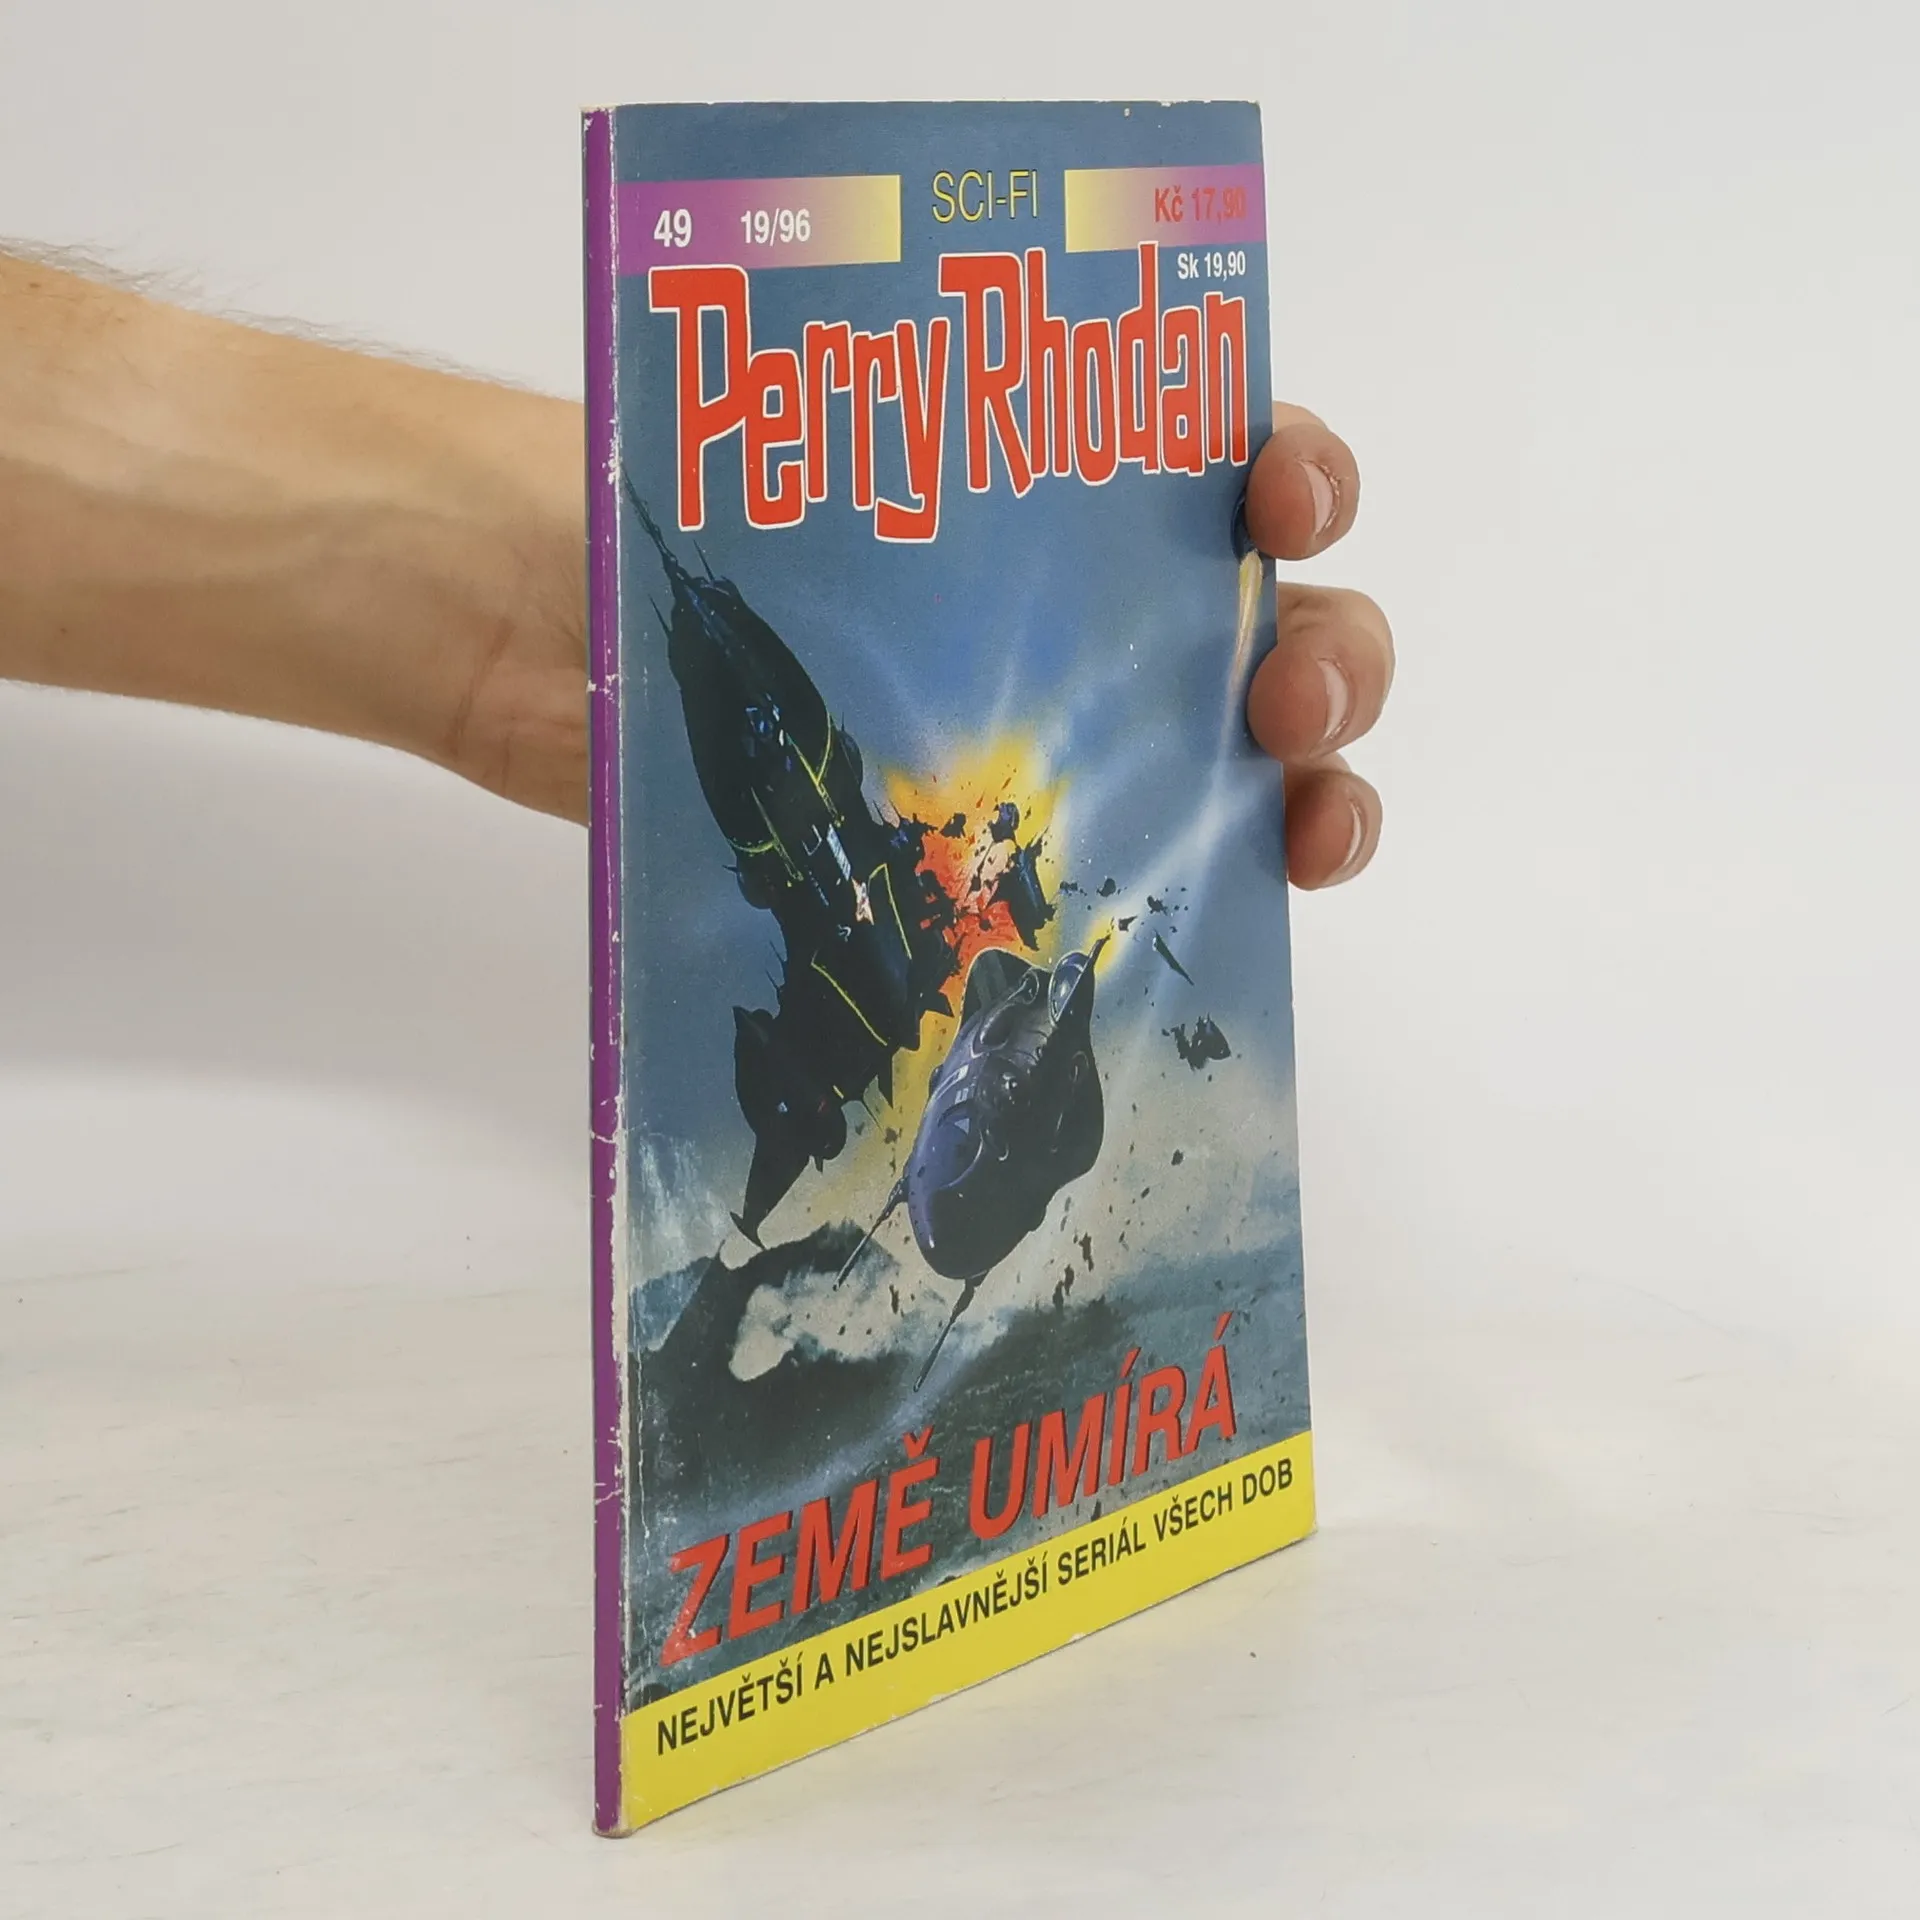 SCI-FI
49 19/96
Kč 17,90
Sk 19,90
Perry Rhodan
ZEMĚ UMÍRÁ
NEJVĚTŠÍ A NEJSLAVNĚJŠÍ SERIÁL VŠECH DOB